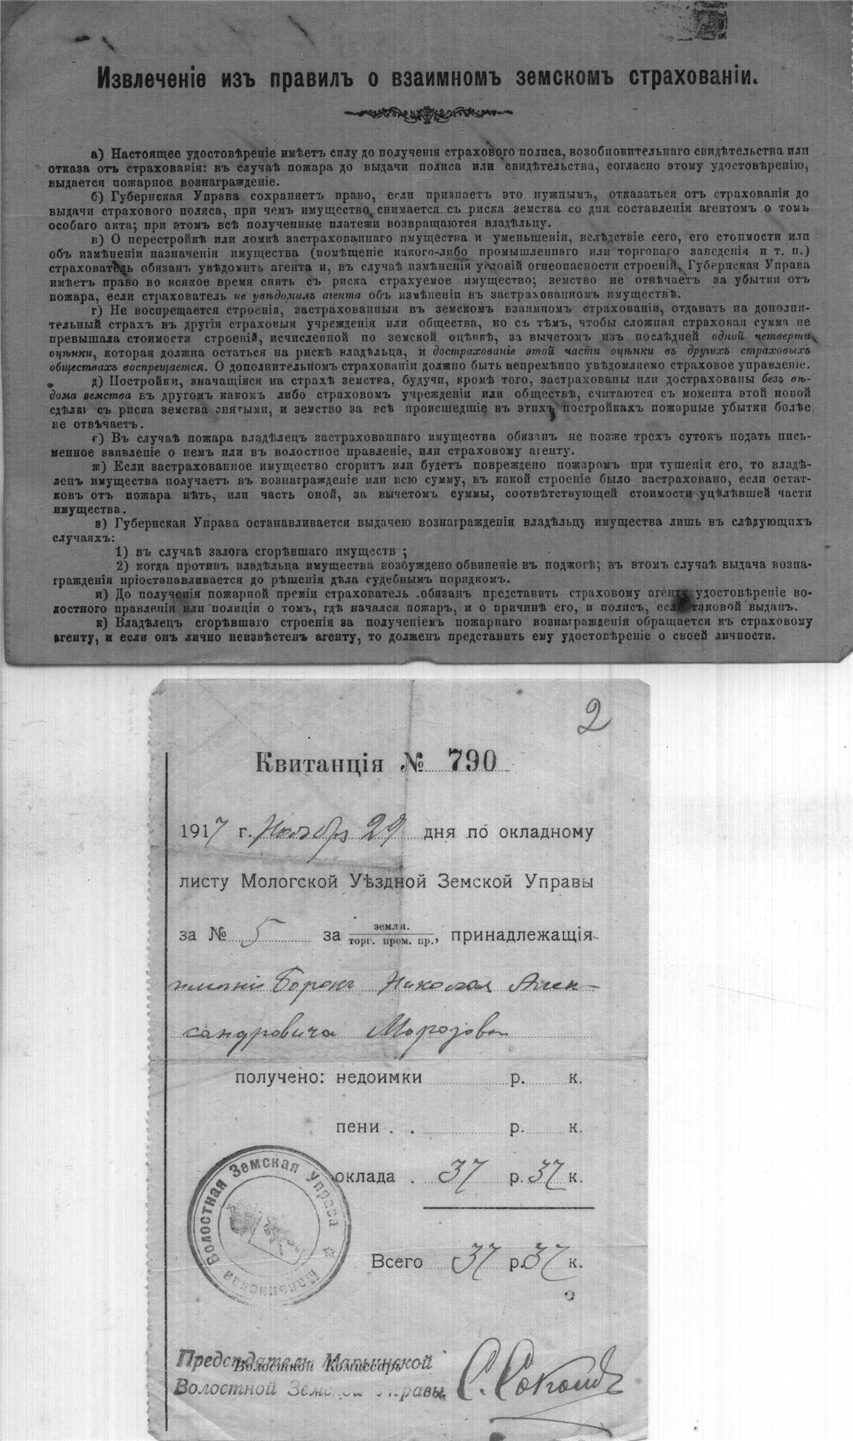 Извлеченіе изъ правилъ о взаимномъ земскомъ страхованіи.
а) Настоящее удостовѣреніе имѣетъ силу до полученія страхового полиса, возобновительнаго свидѣтельства или
отказа отъ страхованія: въ случаѣ пожара до выдачи полиса или свидѣтельства, согласно этому удостовѣренію,
выдается пожарное вознагражденіе.
б) Губернская Управа сохраняетъ право, если признаетъ это нужнымъ, отказаться отъ страхованія до
выдачи страхового полиса, при чемъ имущество снимается съ риска земства со дня составленія агентомъ о томъ
особаго акта; при этомъ всѣ полученные платежи возвращаются владѣльцу.
в) О перестройкѣ или ломкѣ застрахованнаго имущества и уменьшеніи, вслѣдствіе сего, его стоимости или
объ измѣненіи назначенія имущества (помѣщеніе какого-либо промышленнаго или торговаго заведенія и т. п.)
страхователь обязанъ увѣдомить агента и, въ случаѣ измѣненія условій огнеопасности строеній, Губернская Управа
имѣетъ право во всякое время снять съ риска страхуемое имущество; земство не отвѣчаетъ за убытки отъ
пожара, если страхователь не увѣдомилъ агента объ измѣненіи въ застрахованномъ имуществѣ.
г) Не воспрещается строенія, застрахованныя въ земскомъ взаимномъ страхованіи, отдавать на дополни-
тельный страхъ въ другія страховыя учрежденія или общества, но съ тѣмъ, чтобы сложная страховая сумма не
превышала стоимости строеній, исчисленной по земской оцѣнкѣ, за вычетомъ изъ послѣдней одной четверти
оцѣнки, которая должна остаться на рискѣ владѣльца, и дострахованіе этой части оцѣнки въ другихъ страховыхъ
обществахъ воспрещается. О дополнительномъ страхованіи должно быть непремѣнно увѣдомляемо страховое управленіе.
д) Постройки, значащіяся на страхѣ земства, будучи, кромѣ того, застрахованы или дострахованы безъ вѣ-
дома земства въ другомъ какомъ либо страховомъ учрежденіи или обществѣ, считаются съ момента этой новой
сдѣлки съ риска земства снятыми, и земство за всѣ происшедшіе въ этихъ постройкахъ пожарные убытки болѣе
не отвѣчаетъ.
е) Въ случаѣ пожара владѣлецъ застрахованнаго имущества обязанъ не позже трехъ сутокъ подать пись-
менное заявленіе о немъ или въ волостное правленіе, или страховому агенту.
ж) Если застрахованное имущество сгоритъ или будетъ повреждено пожаромъ при тушеніи его, то владѣ-
лецъ имущества получаетъ въ вознагражденіе или всю сумму, въ какой строеніе было застраховано, если остат-
ковъ отъ пожара нѣтъ, или часть оной, за вычетомъ суммы, соотвѣтствующей стоимости уцѣлѣвшей части
имущества.
з) Губернская Управа останавливается выдачею вознагражденія владѣльцу имущества лишь въ слѣдующихъ
случаяхъ:
1) въ случаѣ залога сгорѣвшаго имуществ ;
2) когда противъ владѣльца имущества возбуждено обвиненіе въ поджогѣ; въ этомъ случаѣ выдача возна-
гражденія пріостанавливается до рѣшенія дѣла судебнымъ порядкомъ.
и) До полученія пожарной преміи страхователь обязанъ представить страховому агенту удостовѣреніе во-
лостного правленія или полиціи о томъ, гдѣ начался пожаръ, и о причинѣ его, и полисъ, если таковой выданъ.
к) Владѣлецъ сгорѣвшаго строенія за полученіемъ пожарнаго вознагражденія обращается къ страховому
агенту, и если онъ лично неизвѣстенъ агенту, то долженъ представить ему удостовѣреніе о своей личности.
2
Квитанція № 790
1917 г. Ноября 29 дня по окладному
листу Мологской Уѣздной Земской Управы
за № 5 за земли. торг. пром. пр., принадлежащія
имѣніе Борокъ Николая Алек-
сандровича Морозова
получено: недоимки р. к.
пени . . р. к.
оклада . 37 р. 37 к.
Всего 37 р. 37 к.
Марьинская Волостная Земская Управа
Предсѣдатель Марьинской
Волостной Комиссаръ
Волостной Земской Управы